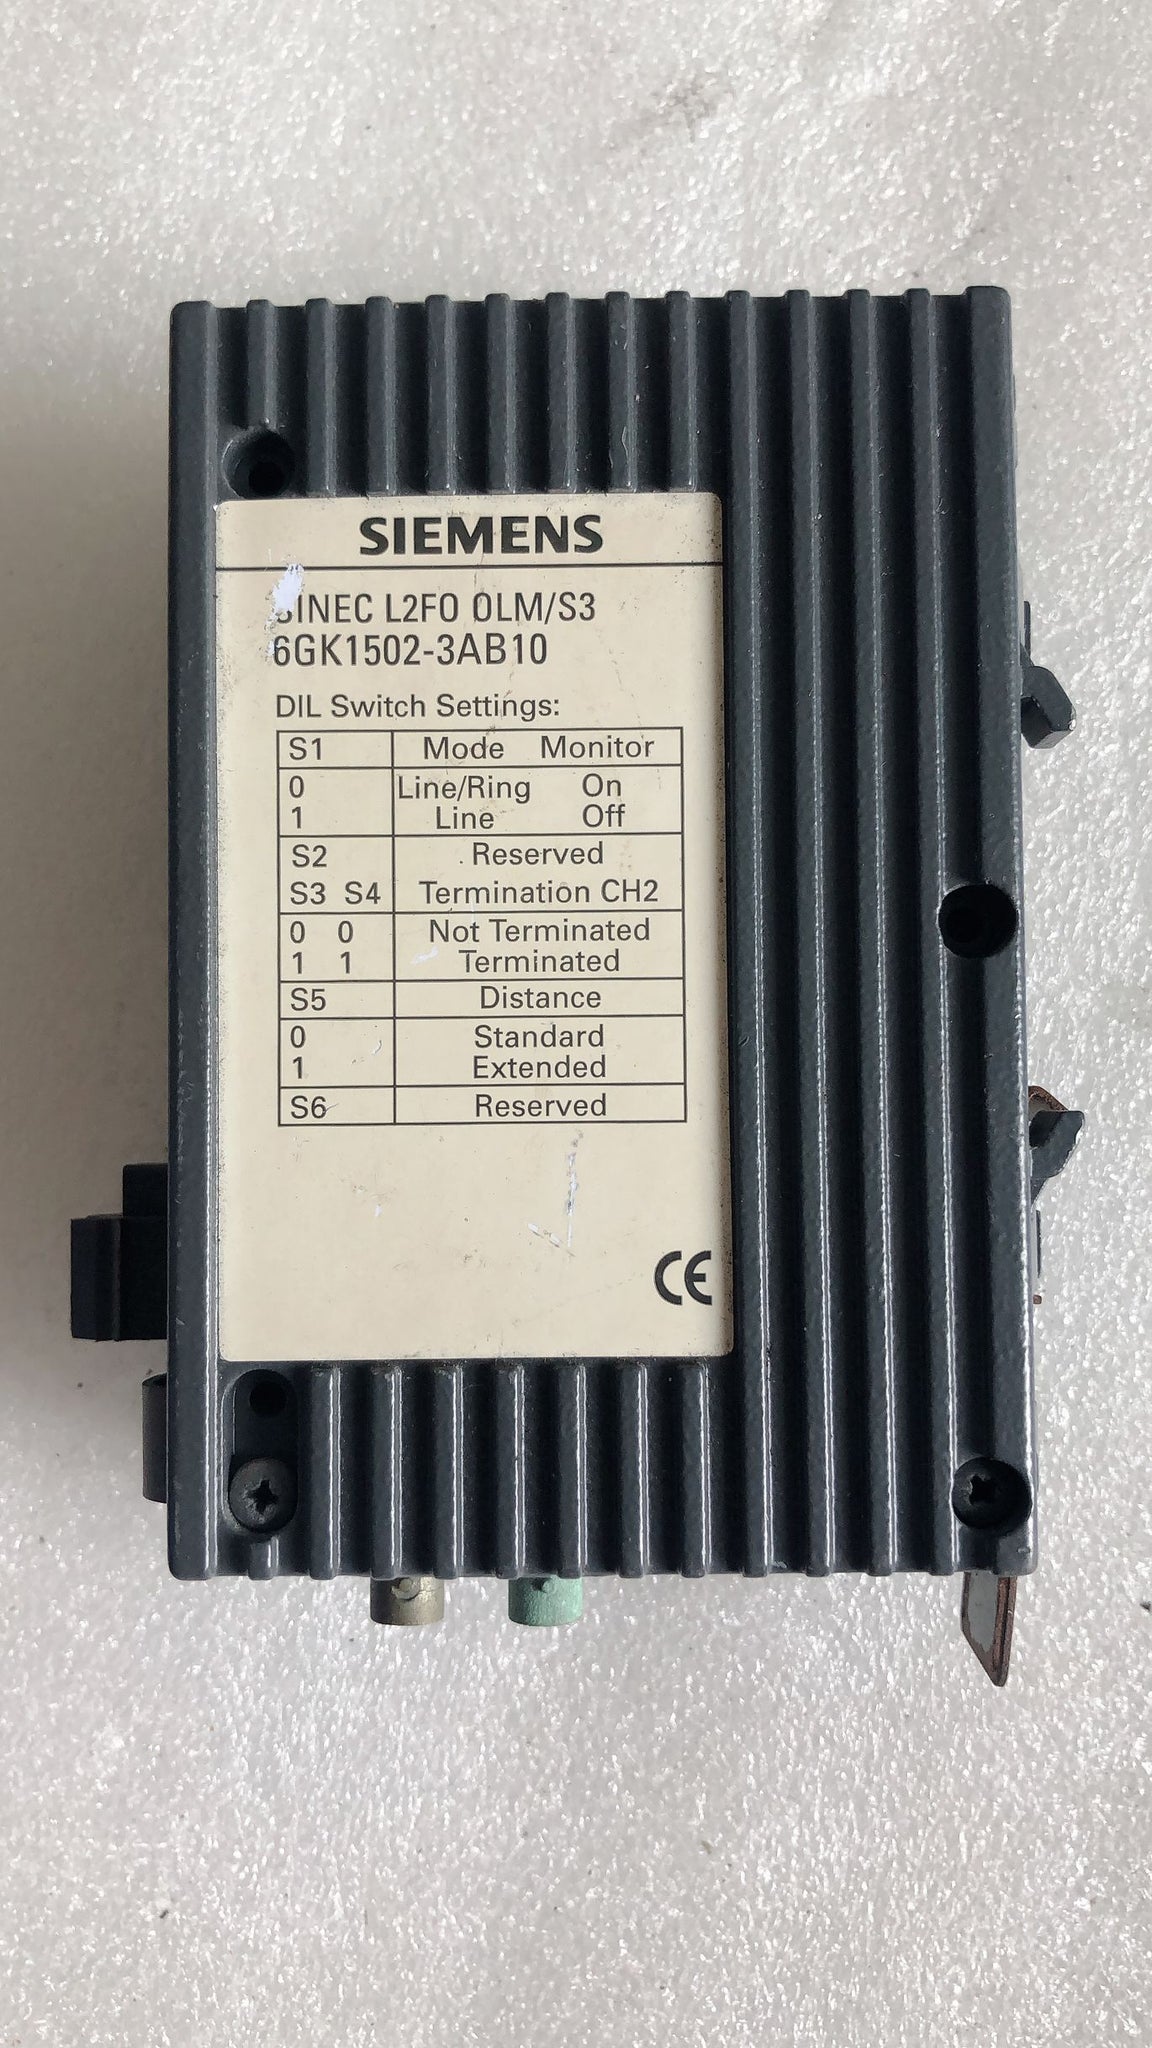 SIEMENS
SINEC L2FO OLM/S3
6GK1502-3AB10
DIL Switch Settings:
S1 Mode Monitor
0 Line/Ring On
1 Line Off
S2 Reserved
S3 S4 Termination CH2
0 0 Not Terminated
1 1 Terminated
S5 Distance
0 Standard
1 Extended
S6 Reserved
CE